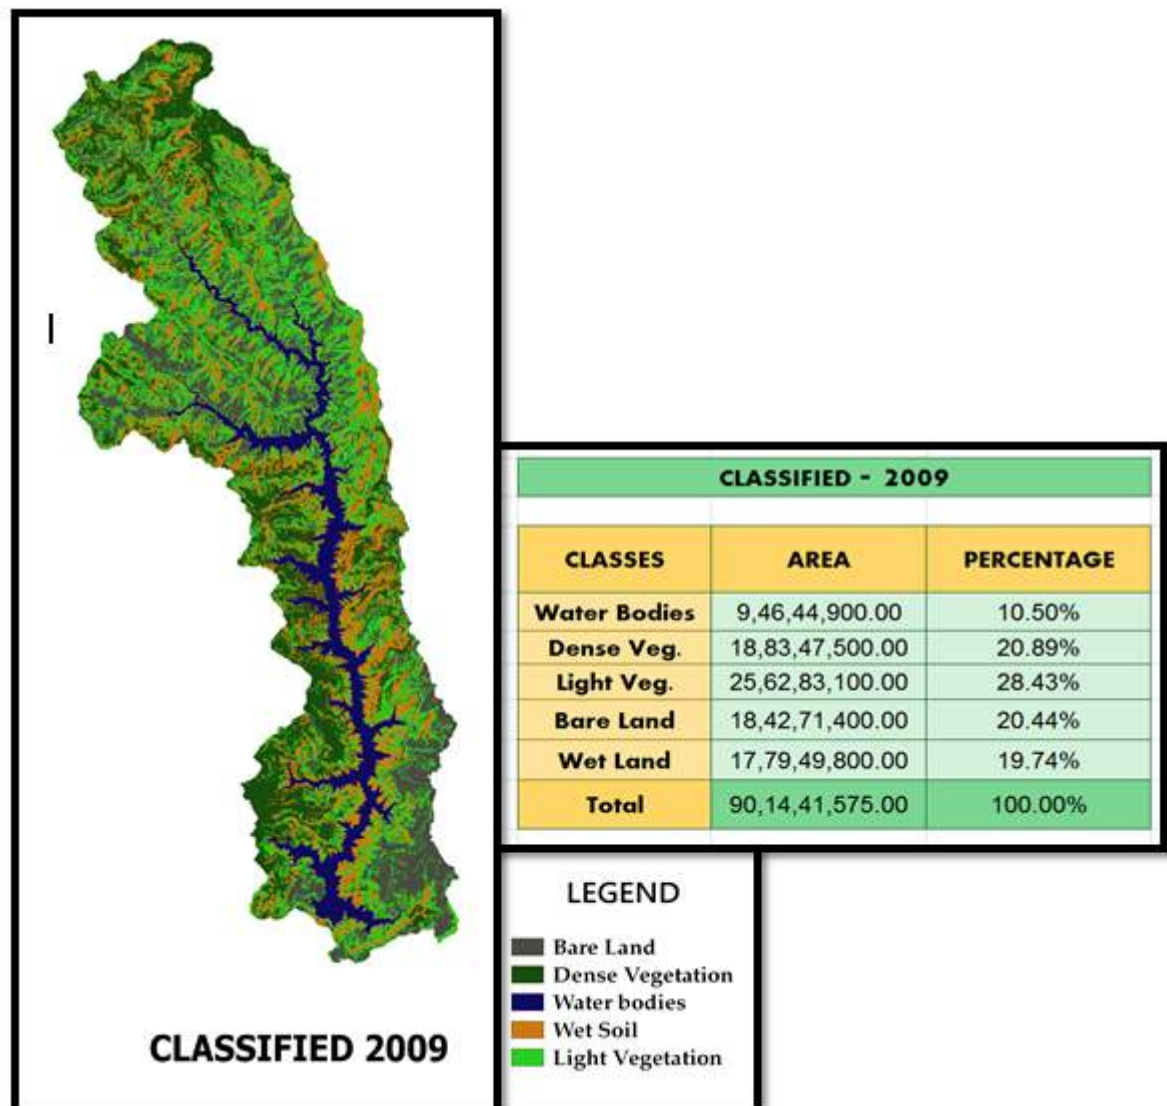 CLASSIFIED 2009
CLASSIFIED - 2009
CLASSES AREA PERCENTAGE
Water Bodies 9,46,44,900.00 10.50%
Dense Veg. 18,83,47,500.00 20.89%
Light Veg. 25,62,83,100.00 28.43%
Bare Land 18,42,71,400.00 20.44%
Wet Land 17,79,49,800.00 19.74%
Total 90,14,41,575.00 100.00%
LEGEND
Bare Land
Dense Vegetation
Water bodies
Wet Soil
Light Vegetation